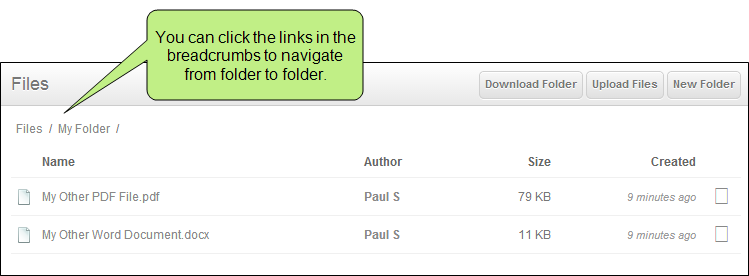 You can click the links in the
breadcrumbs to navigate
from folder to folder.
Files Download Folder Upload Files New Folder
Files / My Folder /
Name Author Size Created
My Other PDF File.pdf Paul S 79 KB 9 minutes ago
My Other Word Document.docx Paul S 11 KB 9 minutes ago